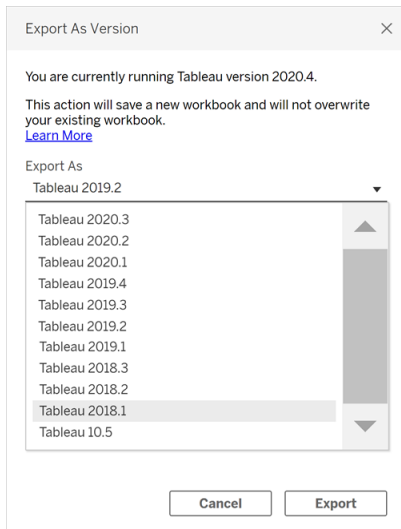 Export As Version
You are currently running Tableau version 2020.4.
This action will save a new workbook and will not overwrite
your existing workbook.
Learn More
Export As
Tableau 2019.2
Tableau 2020.3
Tableau 2020.2
Tableau 2020.1
Tableau 2019.4
Tableau 2019.3
Tableau 2019.2
Tableau 2019.1
Tableau 2018.3
Tableau 2018.2
Tableau 2018.1
Tableau 10.5
Cancel Export